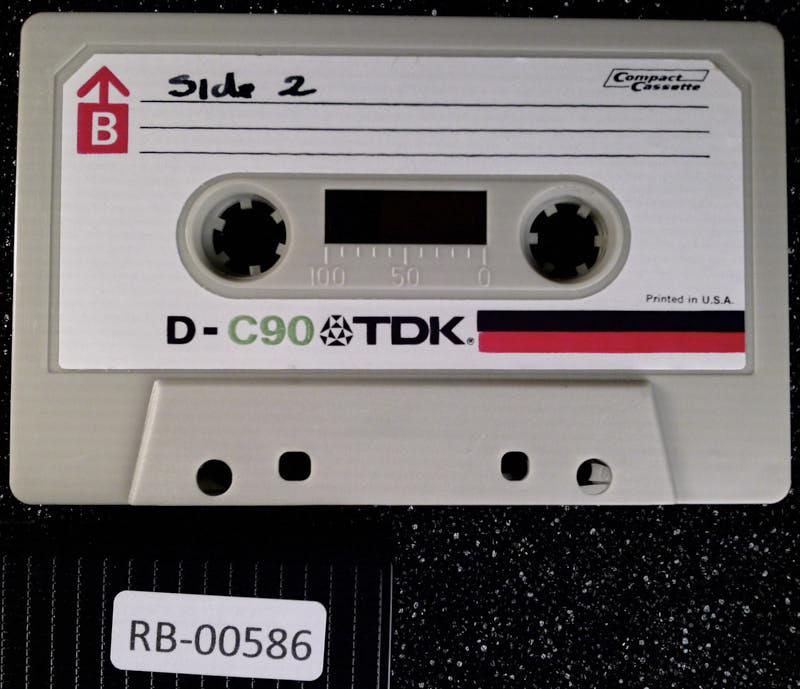 Side 2
Compact
Cassette
B
100 50 0
Printed in U.S.A.
D-C90 TDK®
RB-00586